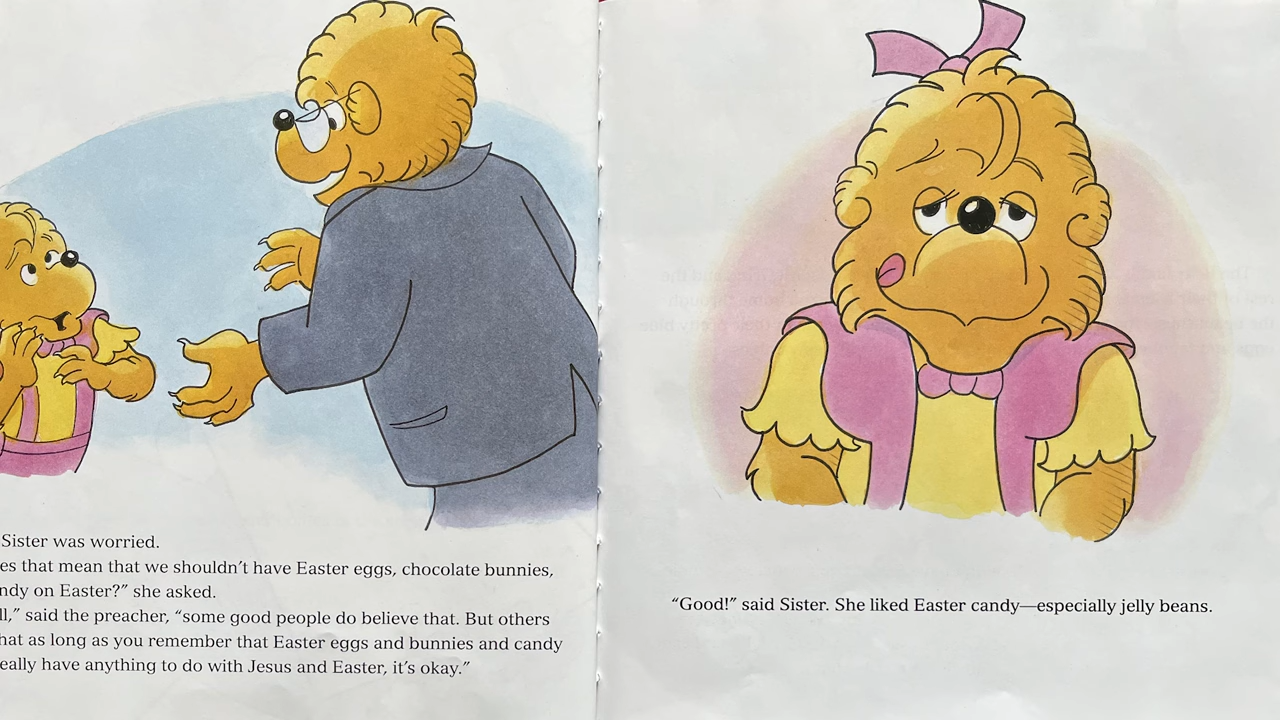 Sister was worried.
es that mean that we shouldn't have Easter eggs, chocolate bunnies,
ndy on Easter?" she asked.
ll," said the preacher, "some good people do believe that. But others
hat as long as you remember that Easter eggs and bunnies and candy
eally have anything to do with Jesus and Easter, it's okay."
"Good!" said Sister. She liked Easter candy—especially jelly beans.